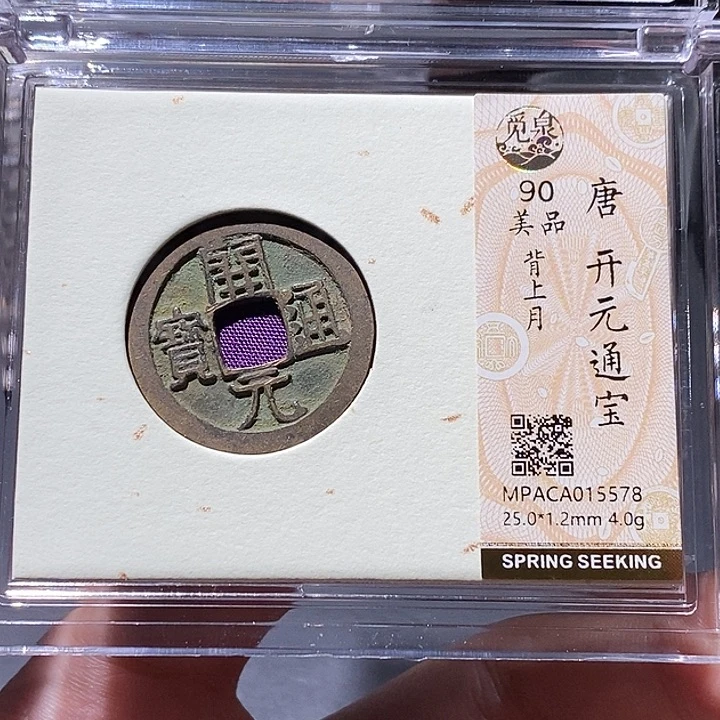 開
元
通
寶
觅泉
90
美品
背上月
唐 开元通宝
MPACA015578
25.0*1.2mm 4.0g
SPRING SEEKING